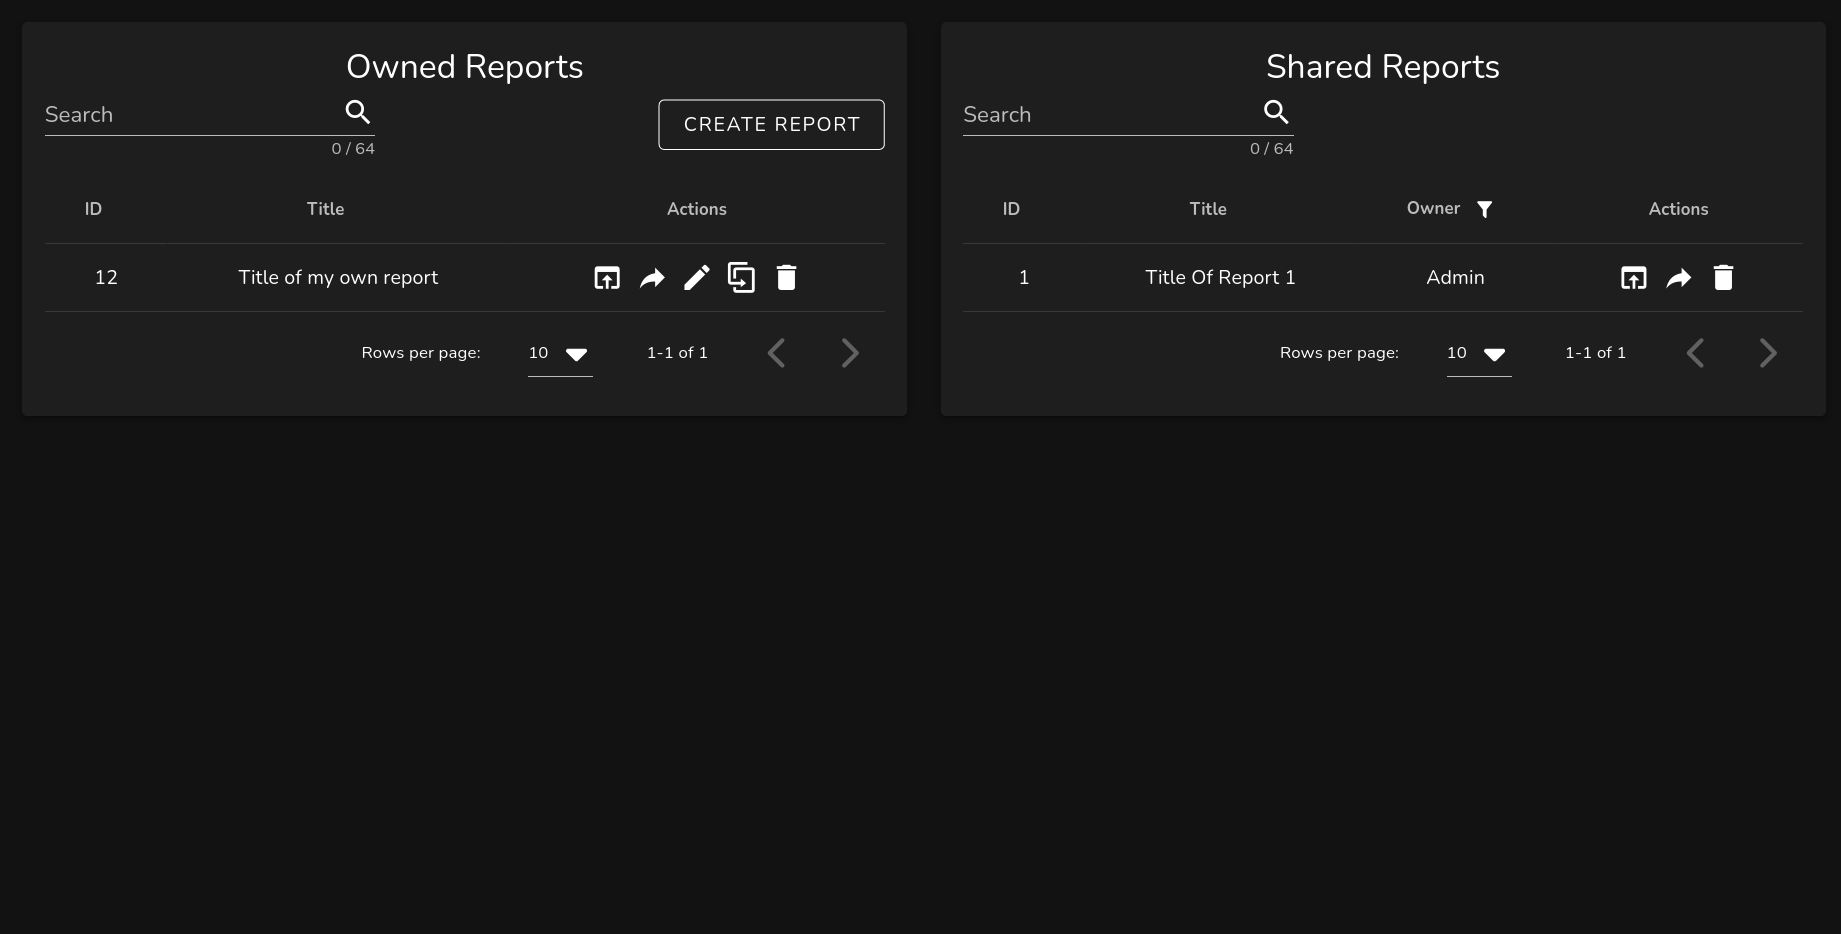 Owned Reports
Search
0 / 64
CREATE REPORT
ID Title Actions
12 Title of my own report
Rows per page: 10 1-1 of 1
Shared Reports
Search
0 / 64
ID Title Owner Actions
1 Title Of Report 1 Admin
Rows per page: 10 1-1 of 1